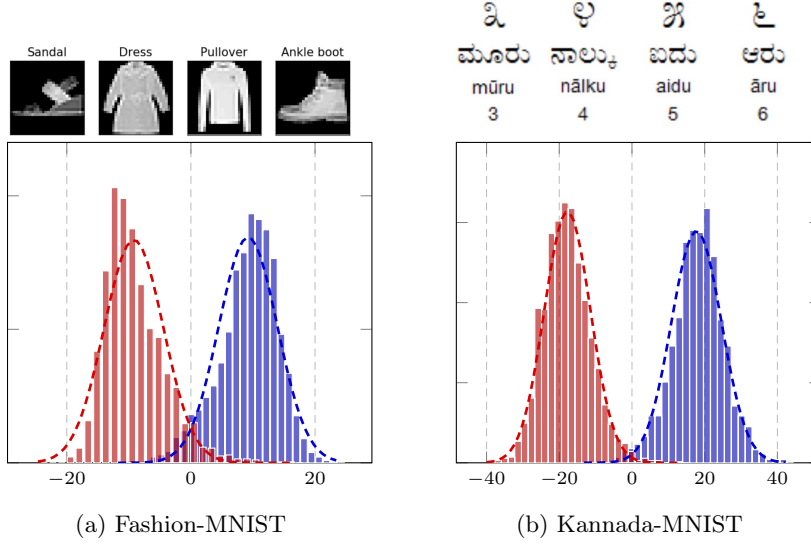 Sandal Dress Pullover Ankle boot
−20 0 20
(a) Fashion-MNIST
೩ ೪ ೫ ೬
ಮೂರು ನಾಲ್ಕು ಐದು ಆರು
mūru nālku aidu āru
3 4 5 6
−40 −20 0 20 40
(b) Kannada-MNIST